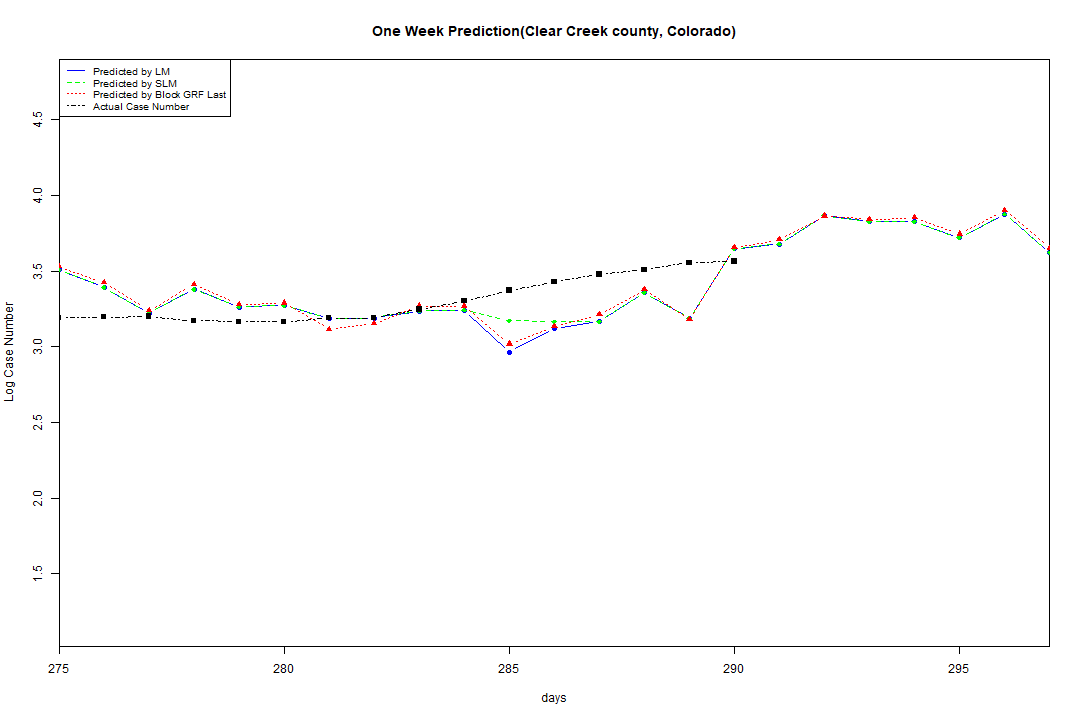 One Week Prediction(Clear Creek county, Colorado)
Predicted by LM
Predicted by SLM
Predicted by Block GRF Last
Actual Case Number
4.5
4.0
3.5
3.0
2.5
2.0
1.5
Log Case Number
275
280
285
290
295
days